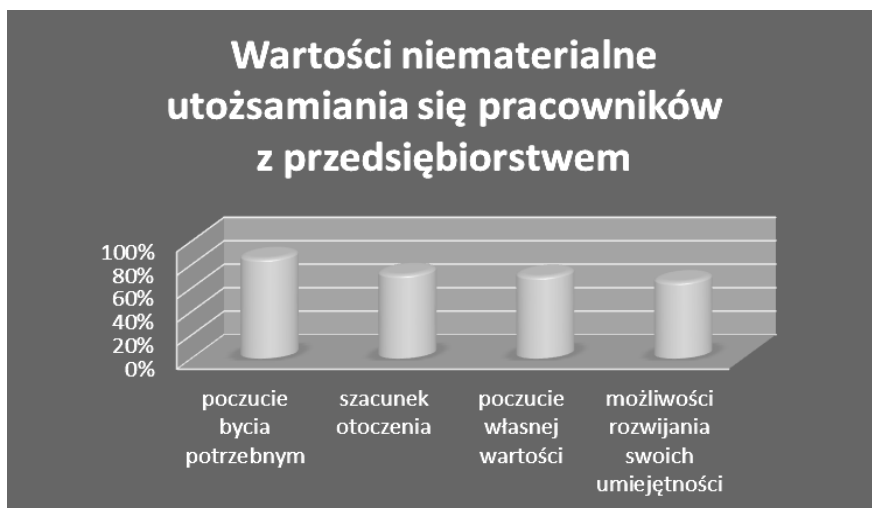 Wartości niematerialne
utożsamiania się pracowników
z przedsiębiorstwem
100%
80%
60%
40%
20%
0%
poczucie
bycia
potrzebnym
szacunek
otoczenia
poczucie
własnej
wartości
możliwości
rozwijania
swoich
umiejętności